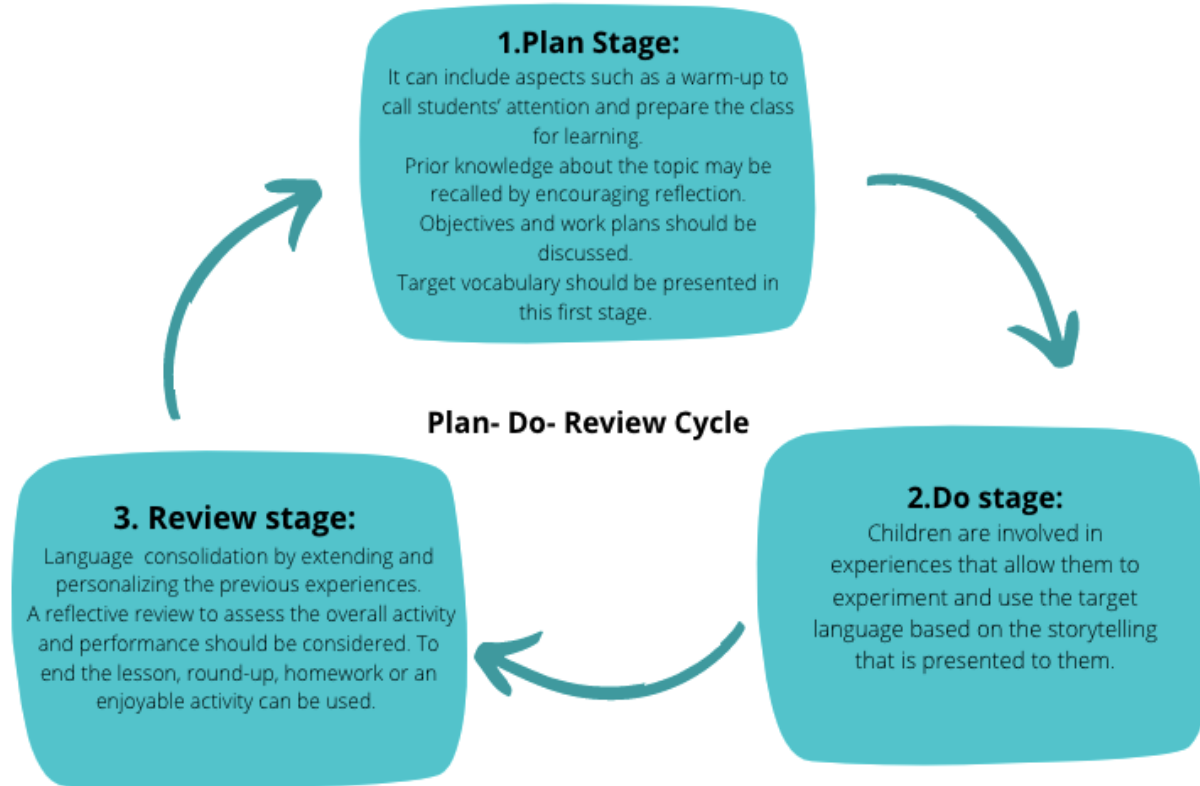 1.Plan Stage:
It can include aspects such as a warm-up to
call students' attention and prepare the class
for learning.
Prior knowledge about the topic may be
recalled by encouraging reflection.
Objectives and work plans should be
discussed.
Target vocabulary should be presented in
this first stage.
Plan- Do- Review Cycle
2.Do stage:
Children are involved in
experiences that allow them to
experiment and use the target
language based on the storytelling
that is presented to them.
3. Review stage:
Language consolidation by extending and
personalizing the previous experiences.
A reflective review to assess the overall activity
and performance should be considered. To
end the lesson, round-up, homework or an
enjoyable activity can be used.